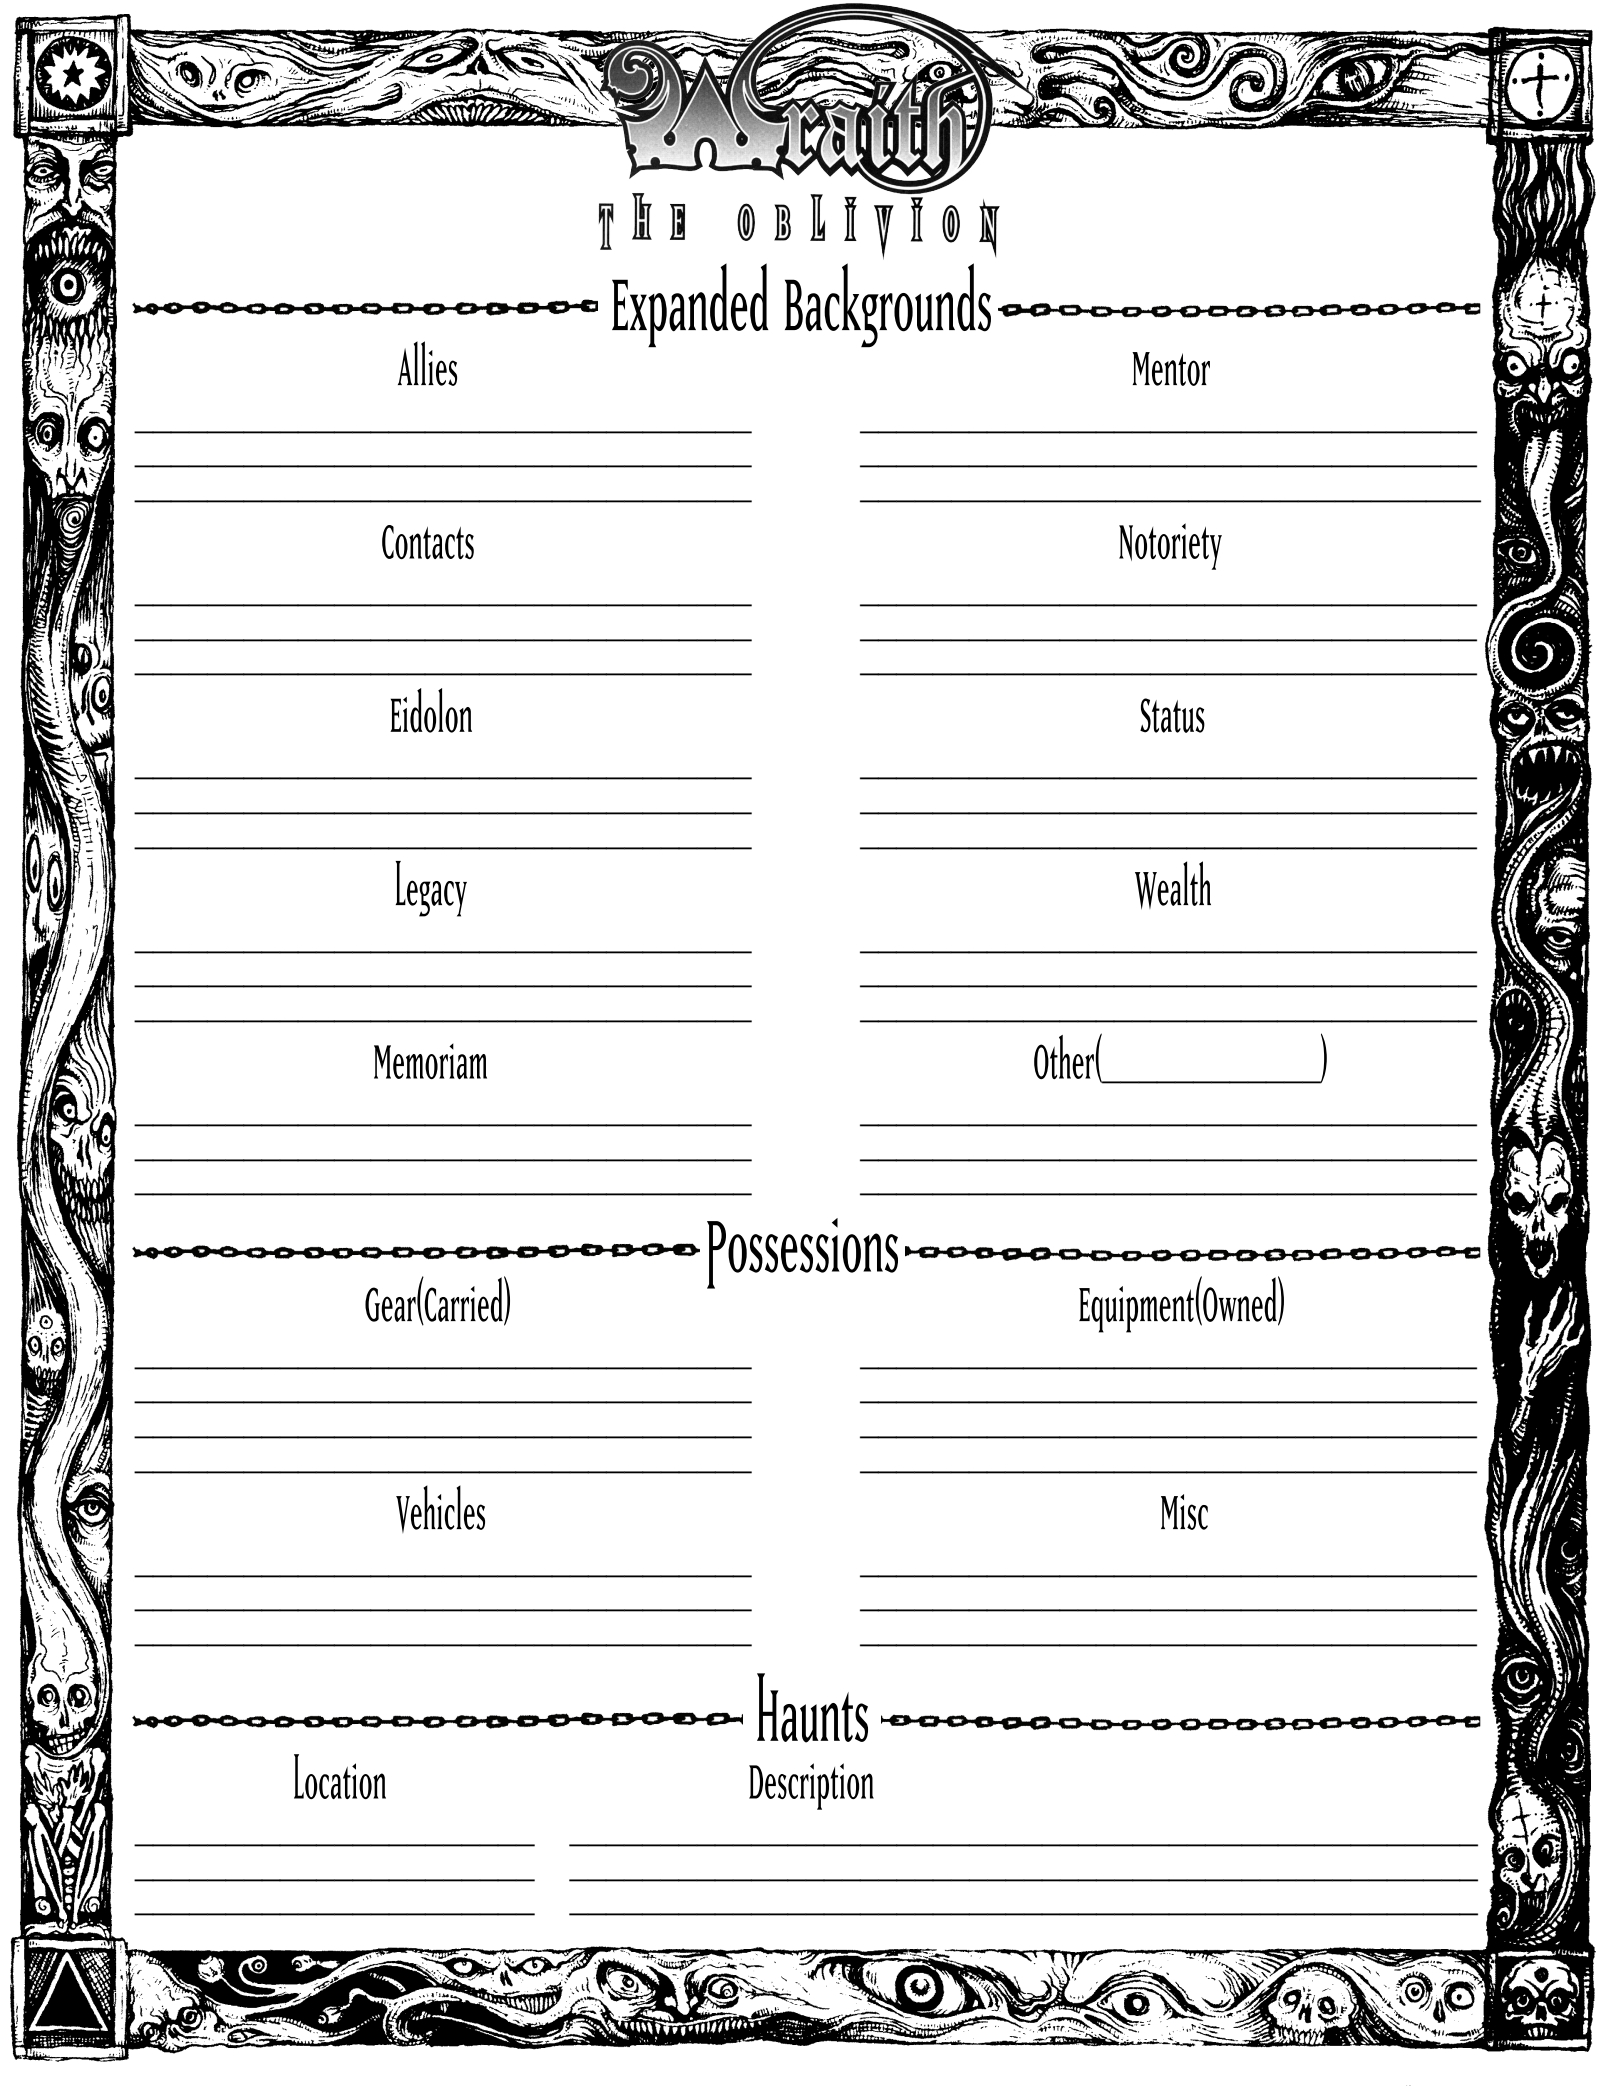 Wraith
THE OBLIVION
Expanded Backgrounds
Allies Mentor
Contacts Notoriety
Eidolon Status
Legacy Wealth
Memoriam Other(____________________)
Possessions
Gear(Carried) Equipment(Owned)
Vehicles Misc
Haunts
Location Description